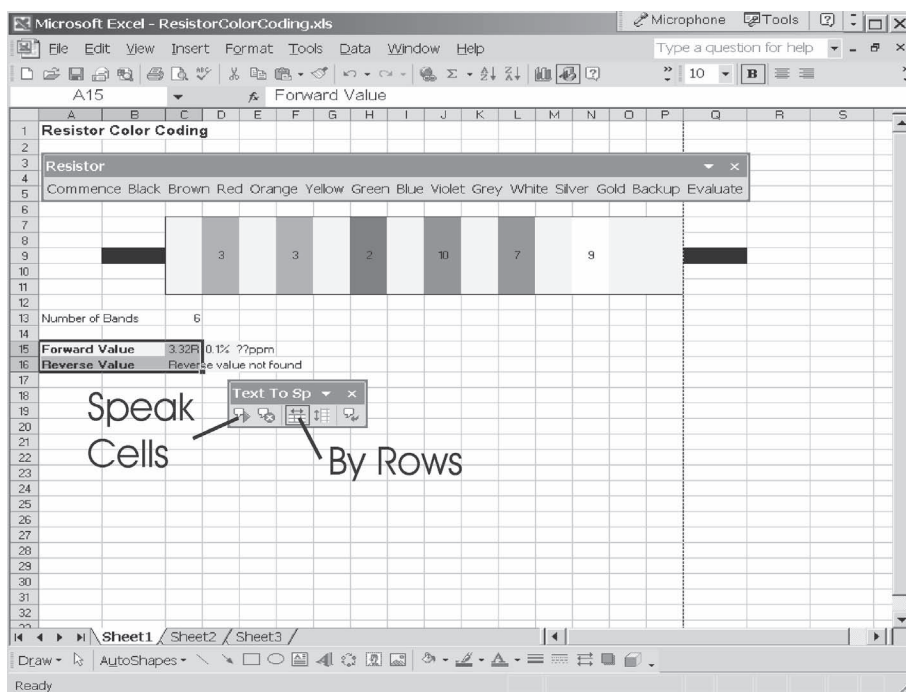 Microsoft Excel - ResistorColorCoding.xls
Microphone Tools
File Edit View Insert Format Tools Data Window Help
Type a question for help
10 B
A15 fx Forward Value
A B C D E F G H I J K L M N O P Q R S
1 Resistor Color Coding
2
3 Resistor
4
5 Commence Black Brown Red Orange Yellow Green Blue Violet Grey White Silver Gold Backup Evaluate
6
7
8
9 3 3 2 10 7 9
10
11
12
13 Number of Bands 6
14
15 Forward Value 3.32R 0.1% ??ppm
16 Reverse Value Reverse value not found
17
18 Text To Sp
19
20
21
22
23
24
25
26
27
28
29
30
31
32
Speak
Cells
By Rows
Sheet1 Sheet2 Sheet3
Draw AutoShapes
Ready